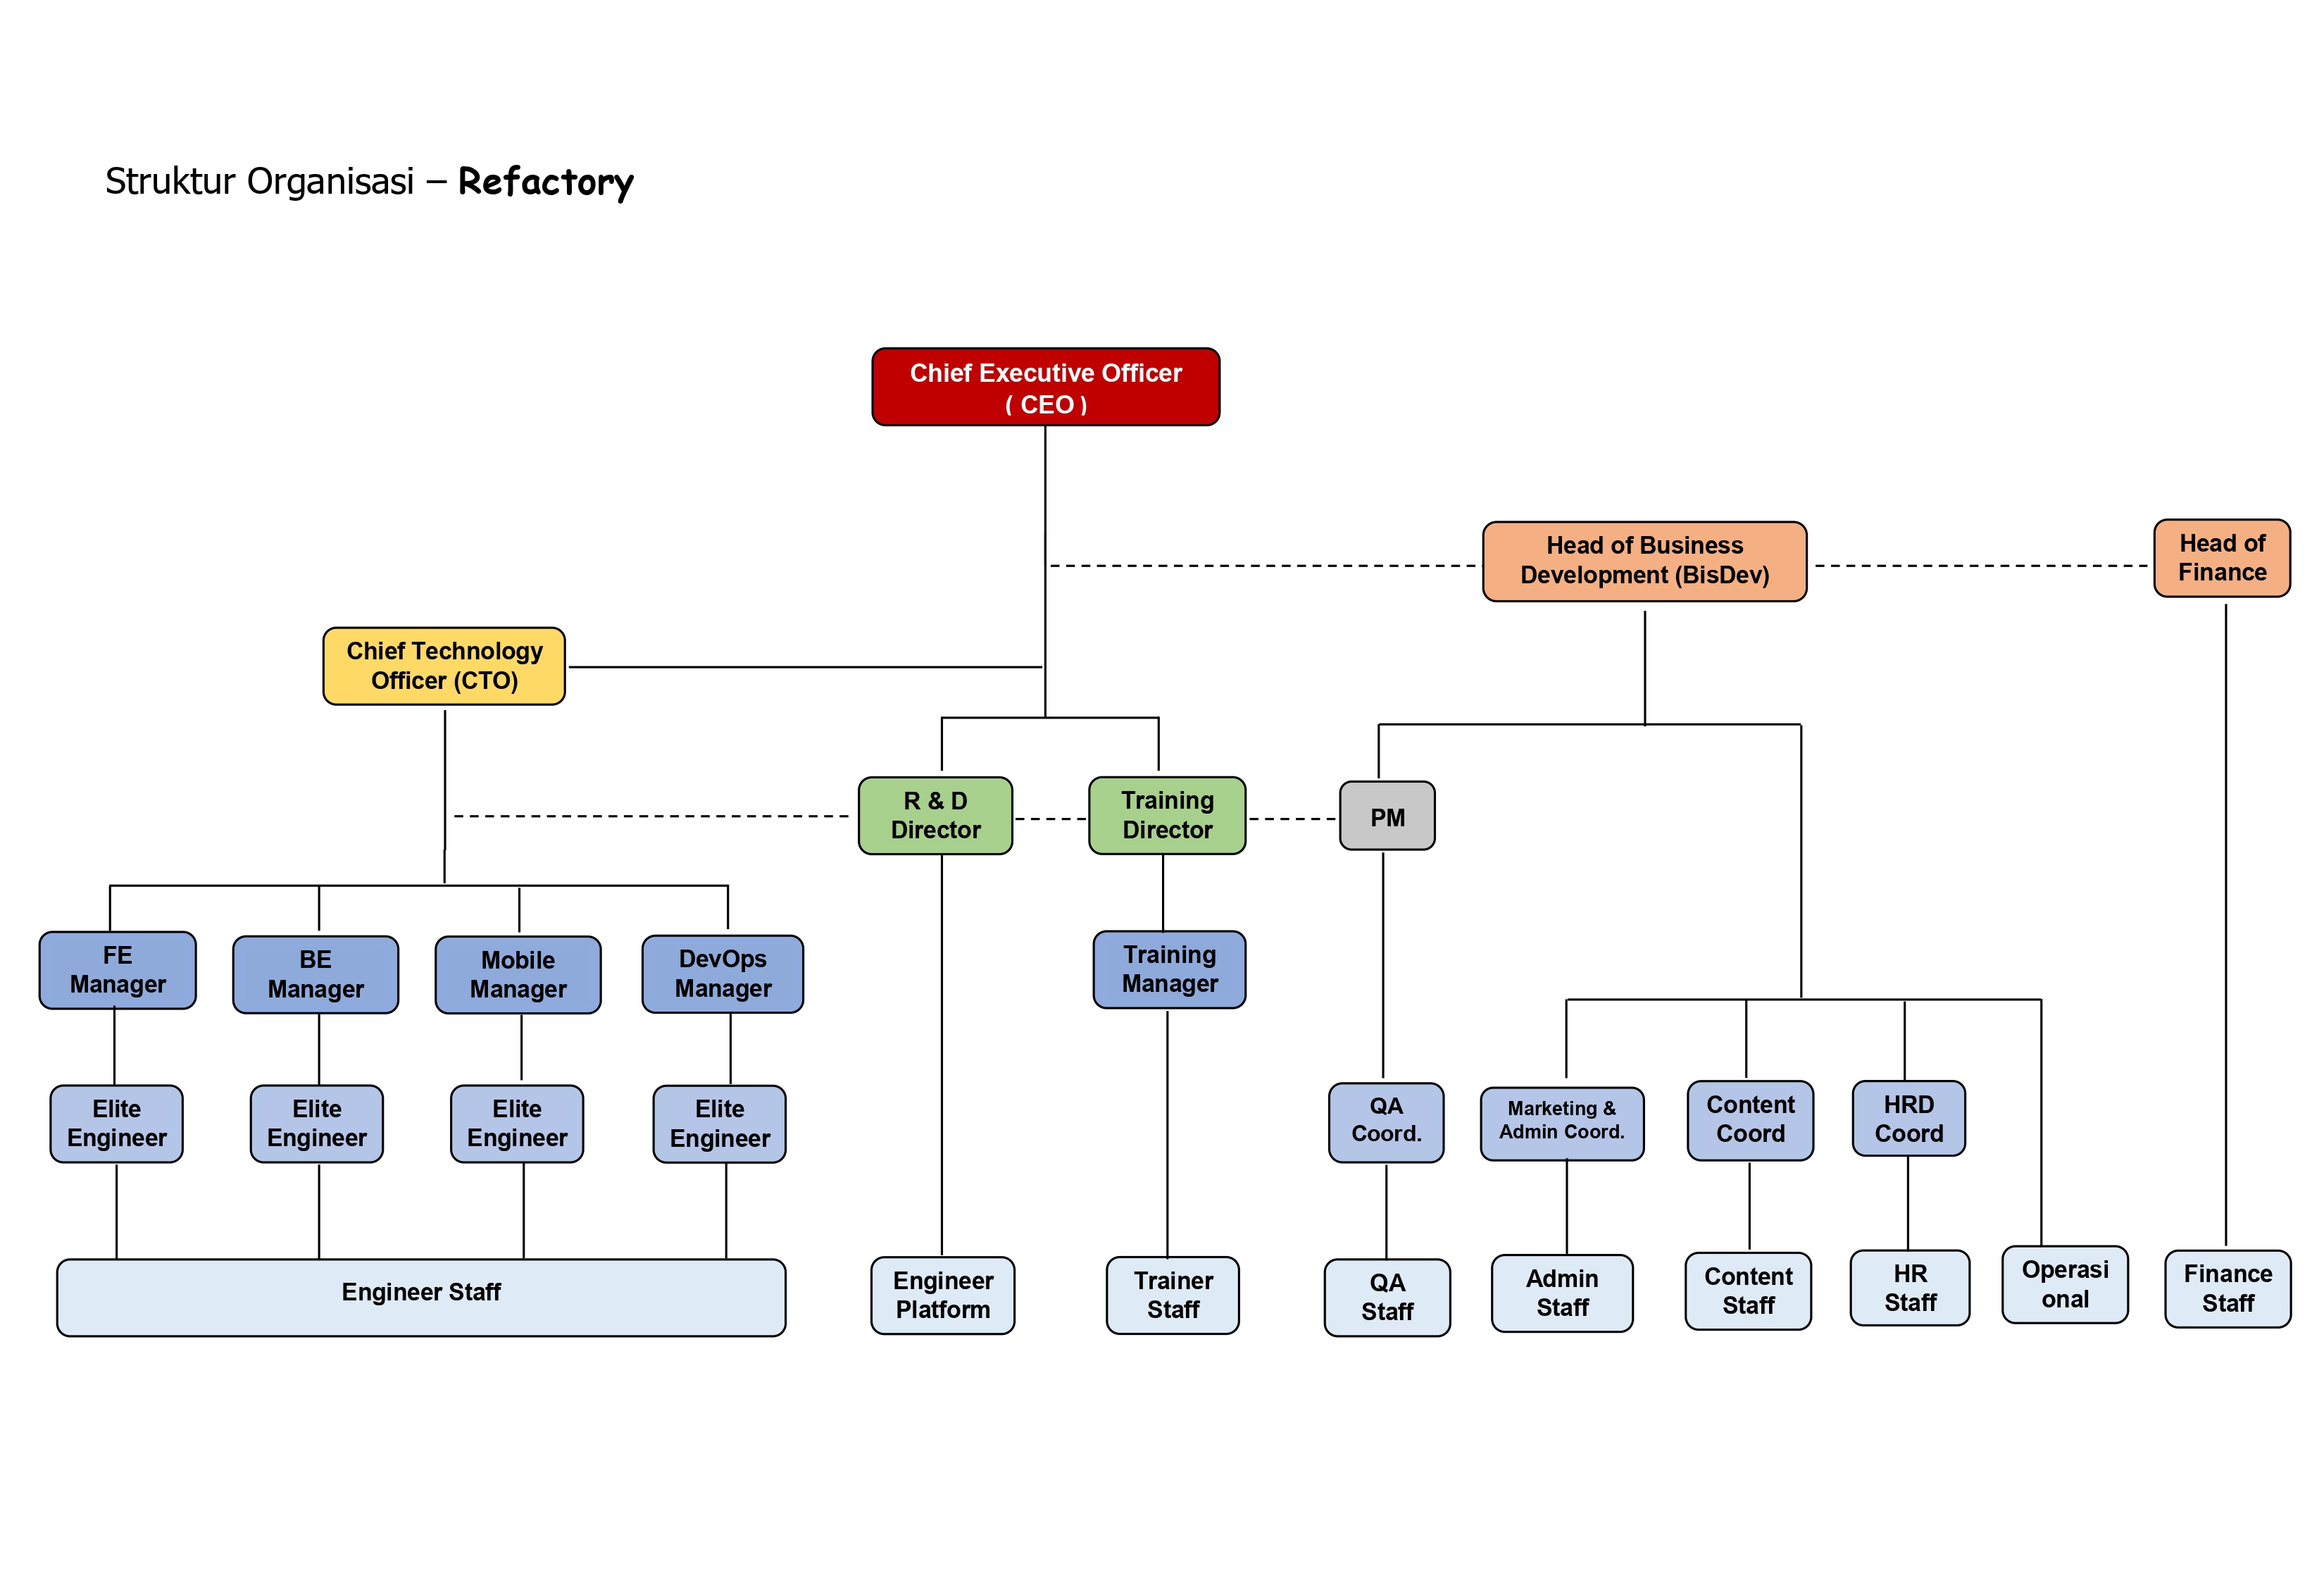 Struktur Organisasi – Refactory
Chief Executive Officer
( CEO )
Head of Business
Development (BisDev)
Head of
Finance
Chief Technology
Officer (CTO)
R & D
Director
Training
Director
PM
FE
Manager
BE
Manager
Mobile
Manager
DevOps
Manager
Training
Manager
Elite
Engineer
Elite
Engineer
Elite
Engineer
Elite
Engineer
QA
Coord.
Marketing &
Admin Coord.
Content
Coord
HRD
Coord
Engineer Staff
Engineer
Platform
Trainer
Staff
QA
Staff
Admin
Staff
Content
Staff
HR
Staff
Operasi
onal
Finance
Staff